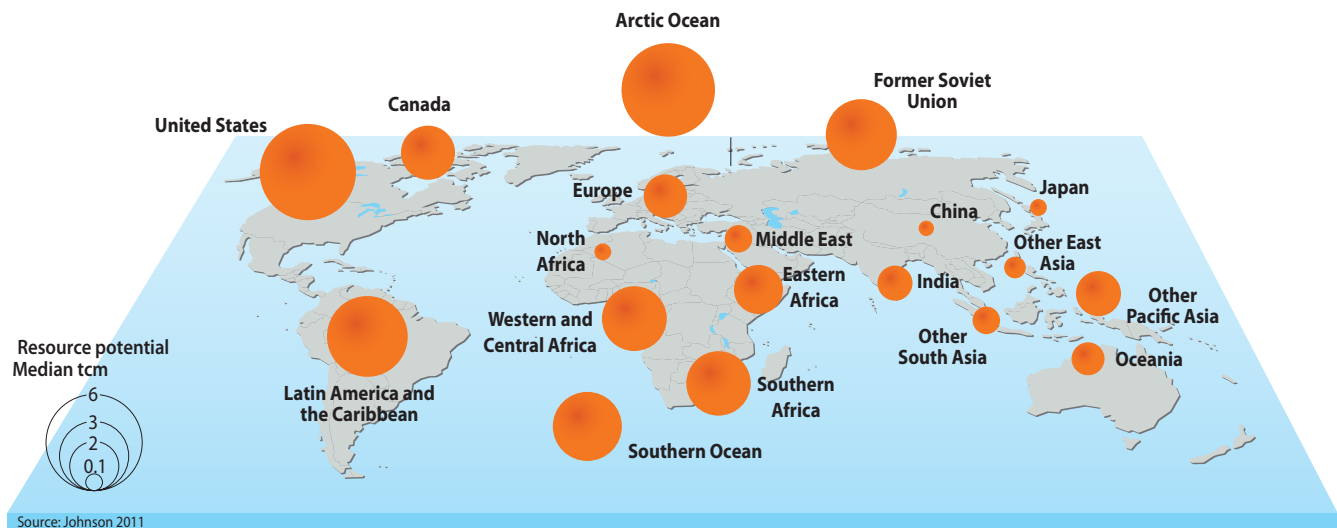 Arctic Ocean
Former Soviet
Union
Canada
United States
Europe
Japan
China
North
Africa
Middle East
Other East
Asia
Eastern
Africa
India
Other
Pacific Asia
Western and
Central Africa
Other
South Asia
Oceania
Resource potential
Median tcm
6
3
2
0.1
Latin America and
the Caribbean
Southern
Africa
Southern Ocean
Source: Johnson 2011